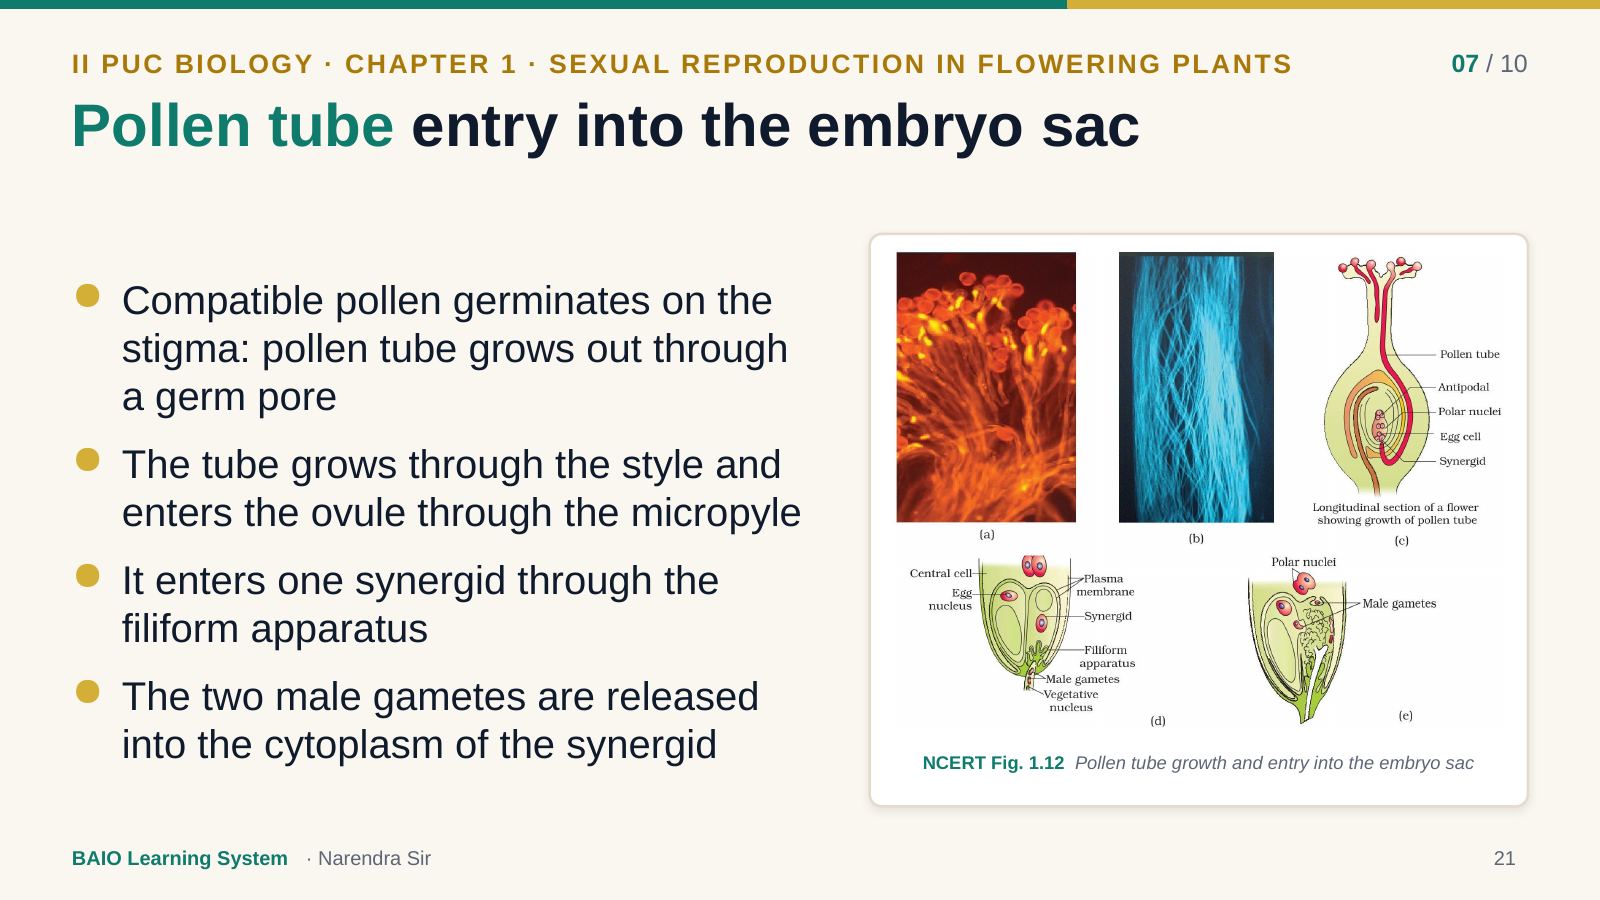 II PUC BIOLOGY · CHAPTER 1 · SEXUAL REPRODUCTION IN FLOWERING PLANTS
07 / 10
Pollen tube entry into the embryo sac
Compatible pollen germinates on the
stigma: pollen tube grows out through
a germ pore
The tube grows through the style and
enters the ovule through the micropyle
It enters one synergid through the
filiform apparatus
The two male gametes are released
into the cytoplasm of the synergid
Pollen tube
Antipodal
Polar nuclei
Egg cell
Synergid
Longitudinal section of a flower
showing growth of pollen tube
(a)
(b)
(c)
Central cell
Egg
nucleus
Plasma
membrane
Synergid
Filiform
apparatus
Male gametes
Vegetative
nucleus
(d)
Polar nuclei
Male gametes
(e)
NCERT Fig. 1.12 Pollen tube growth and entry into the embryo sac
BAIO Learning System · Narendra Sir
21